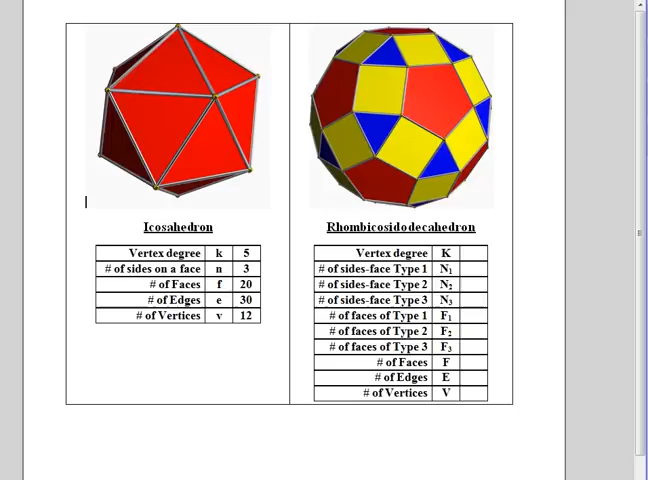 Icosahedron
Vertex degree k 5
# of sides on a face n 3
# of Faces f 20
# of Edges e 30
# of Vertices v 12
Rhombicosidodecahedron
Vertex degree K
# of sides-face Type 1 N₁
# of sides-face Type 2 N₂
# of sides-face Type 3 N₃
# of faces of Type 1 F₁
# of faces of Type 2 F₂
# of faces of Type 3 F₃
# of Faces F
# of Edges E
# of Vertices V